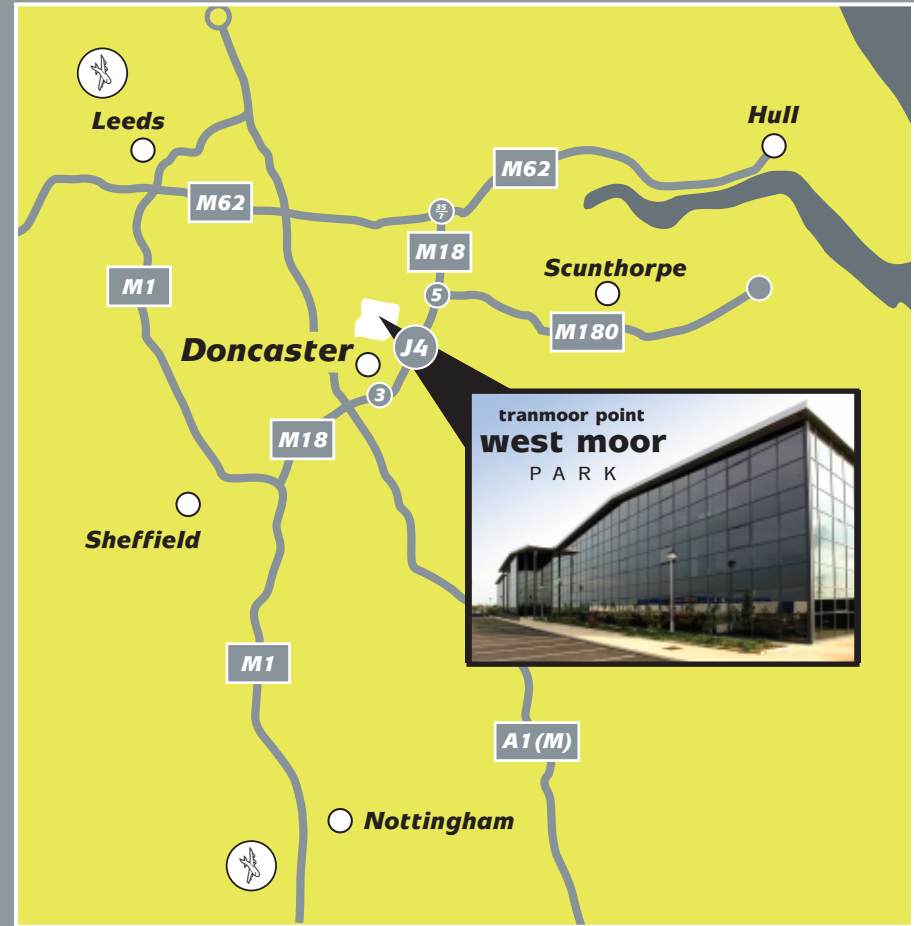 Leeds
Hull
M62
M62
35
7
M18
M1
Scunthorpe
5
M180
Doncaster
J4
3
tranmoor point
west moor
PARK
M18
Sheffield
M1
A1(M)
Nottingham